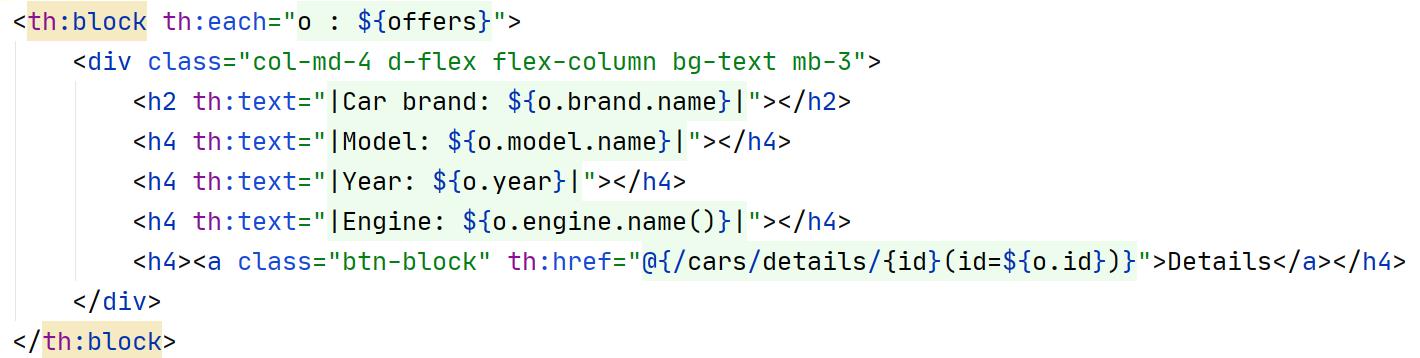 <th:block th:each="o : ${offers}">
<div class="col-md-4 d-flex flex-column bg-text mb-3">
<h2 th:text="|Car brand: ${o.brand.name}|"></h2>
<h4 th:text="|Model: ${o.model.name}|"></h4>
<h4 th:text="|Year: ${o.year}|"></h4>
<h4 th:text="|Engine: ${o.engine.name()}|"></h4>
<h4><a class="btn-block" th:href="@{/cars/details/{id}(id=${o.id})}">Details</a></h4>
</div>
</th:block>